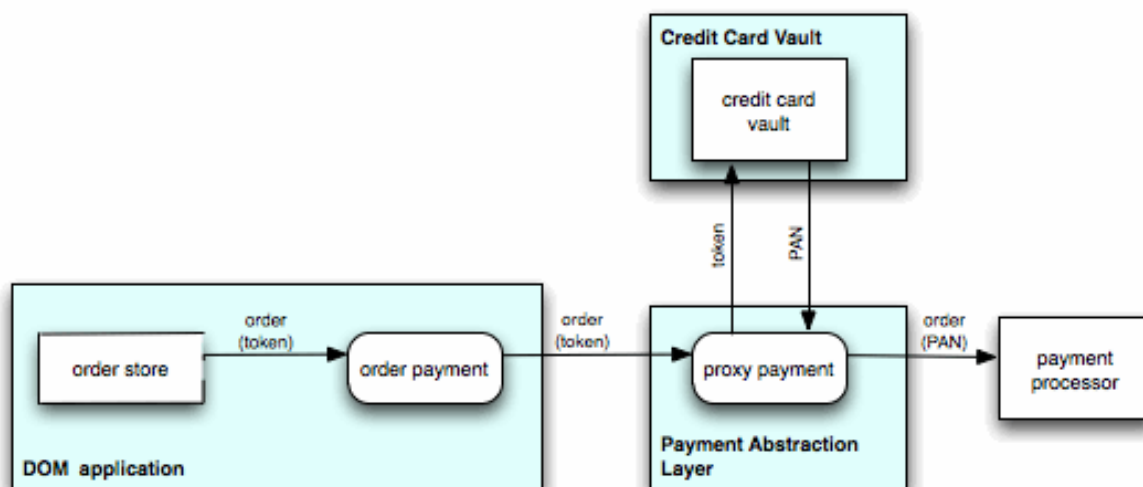 Credit Card Vault
credit card
vault
token
PAN
order
(token)
order
(token)
order
(PAN)
order store
order payment
proxy payment
payment
processor
DOM application
Payment Abstraction
Layer